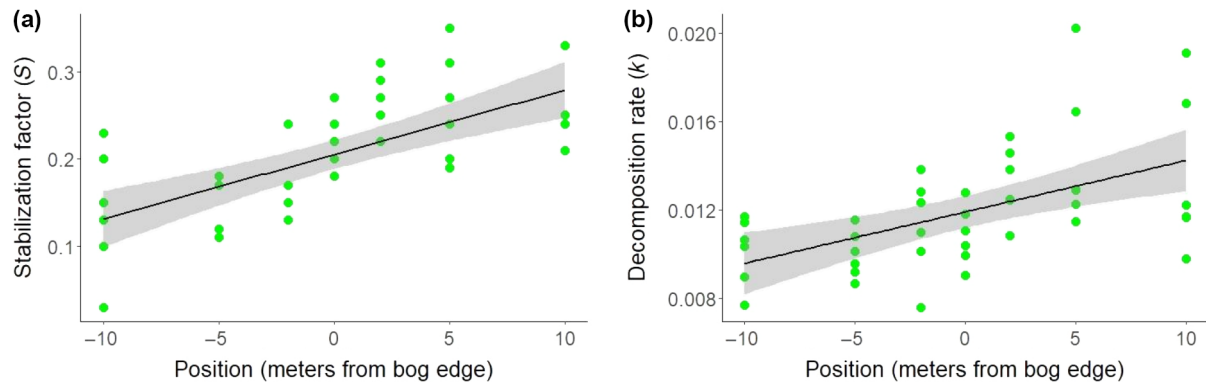 (a)
Stabilization factor (S)
0.3
0.2
0.1
−10
−5
0
5
10
Position (meters from bog edge)
(b)
Decomposition rate (k)
0.020
0.016
0.012
0.008
−10
−5
0
5
10
Position (meters from bog edge)